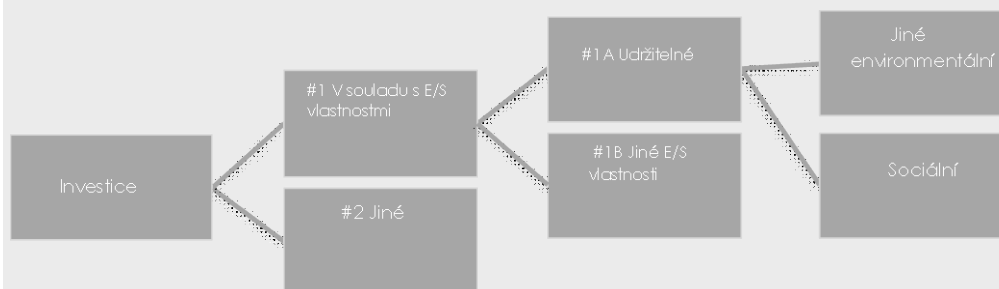 Investice
#1 V souladu s E/S
vlastnostmi
#2 Jiné
#1A Udržitelné
#1B Jiné E/S
vlastnosti
Jiné
environmentální
Sociální